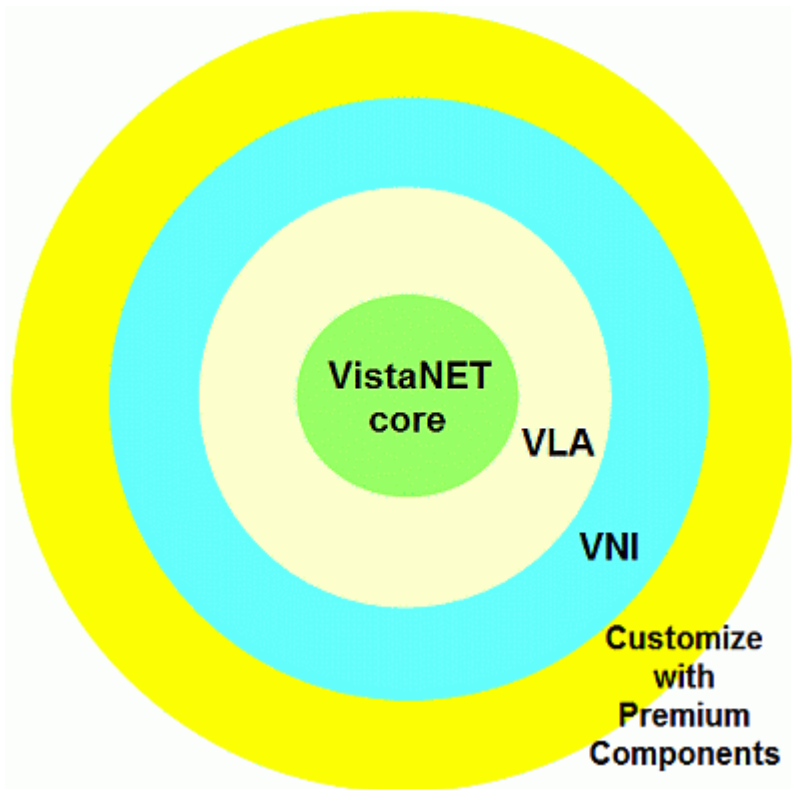 VistaNET
core
VLA
VNI
Customize
with
Premium
Components